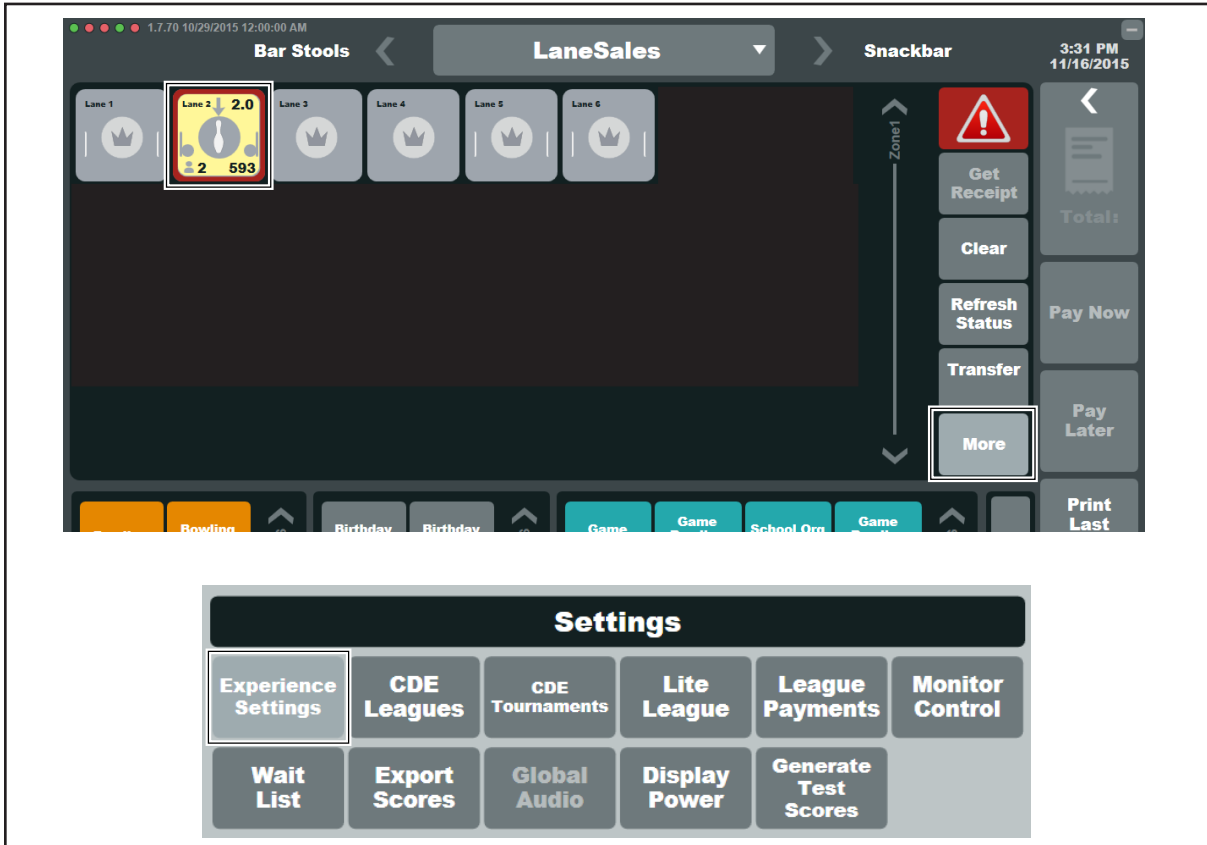 1.7.70 10/29/2015 12:00:00 AM
Bar Stools
LaneSales
Snackbar
3:31 PM
11/16/2015
Lane 1
Lane 2
2.0
2
593
Lane 3
Lane 4
Lane 5
Lane 6
Zone1
Get
Receipt
Clear
Refresh
Status
Transfer
More
Total:
Pay Now
Pay
Later
Print
Last
Bowling
Birthday
Birthday
Game
Game
School Org
Game
Settings
Experience
Settings
CDE
Leagues
CDE
Tournaments
Lite
League
League
Payments
Monitor
Control
Wait
List
Export
Scores
Global
Audio
Display
Power
Generate
Test
Scores